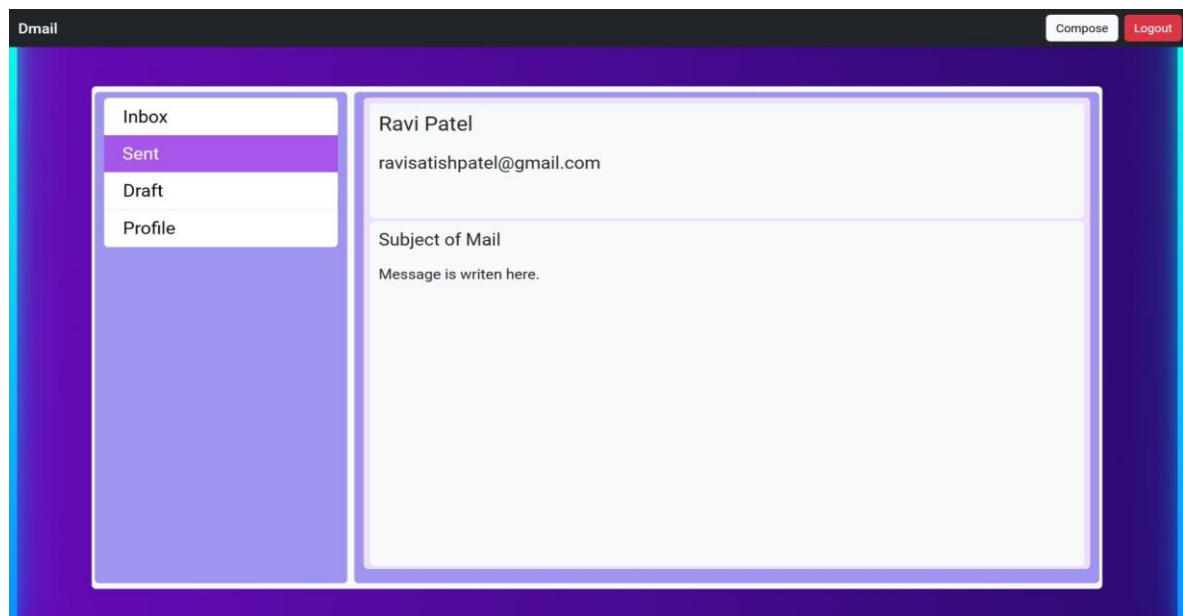 Dmail
Compose
Logout
Inbox
Sent
Draft
Profile
Ravi Patel
ravisatishpatel@gmail.com
Subject of Mail
Message is writen here.